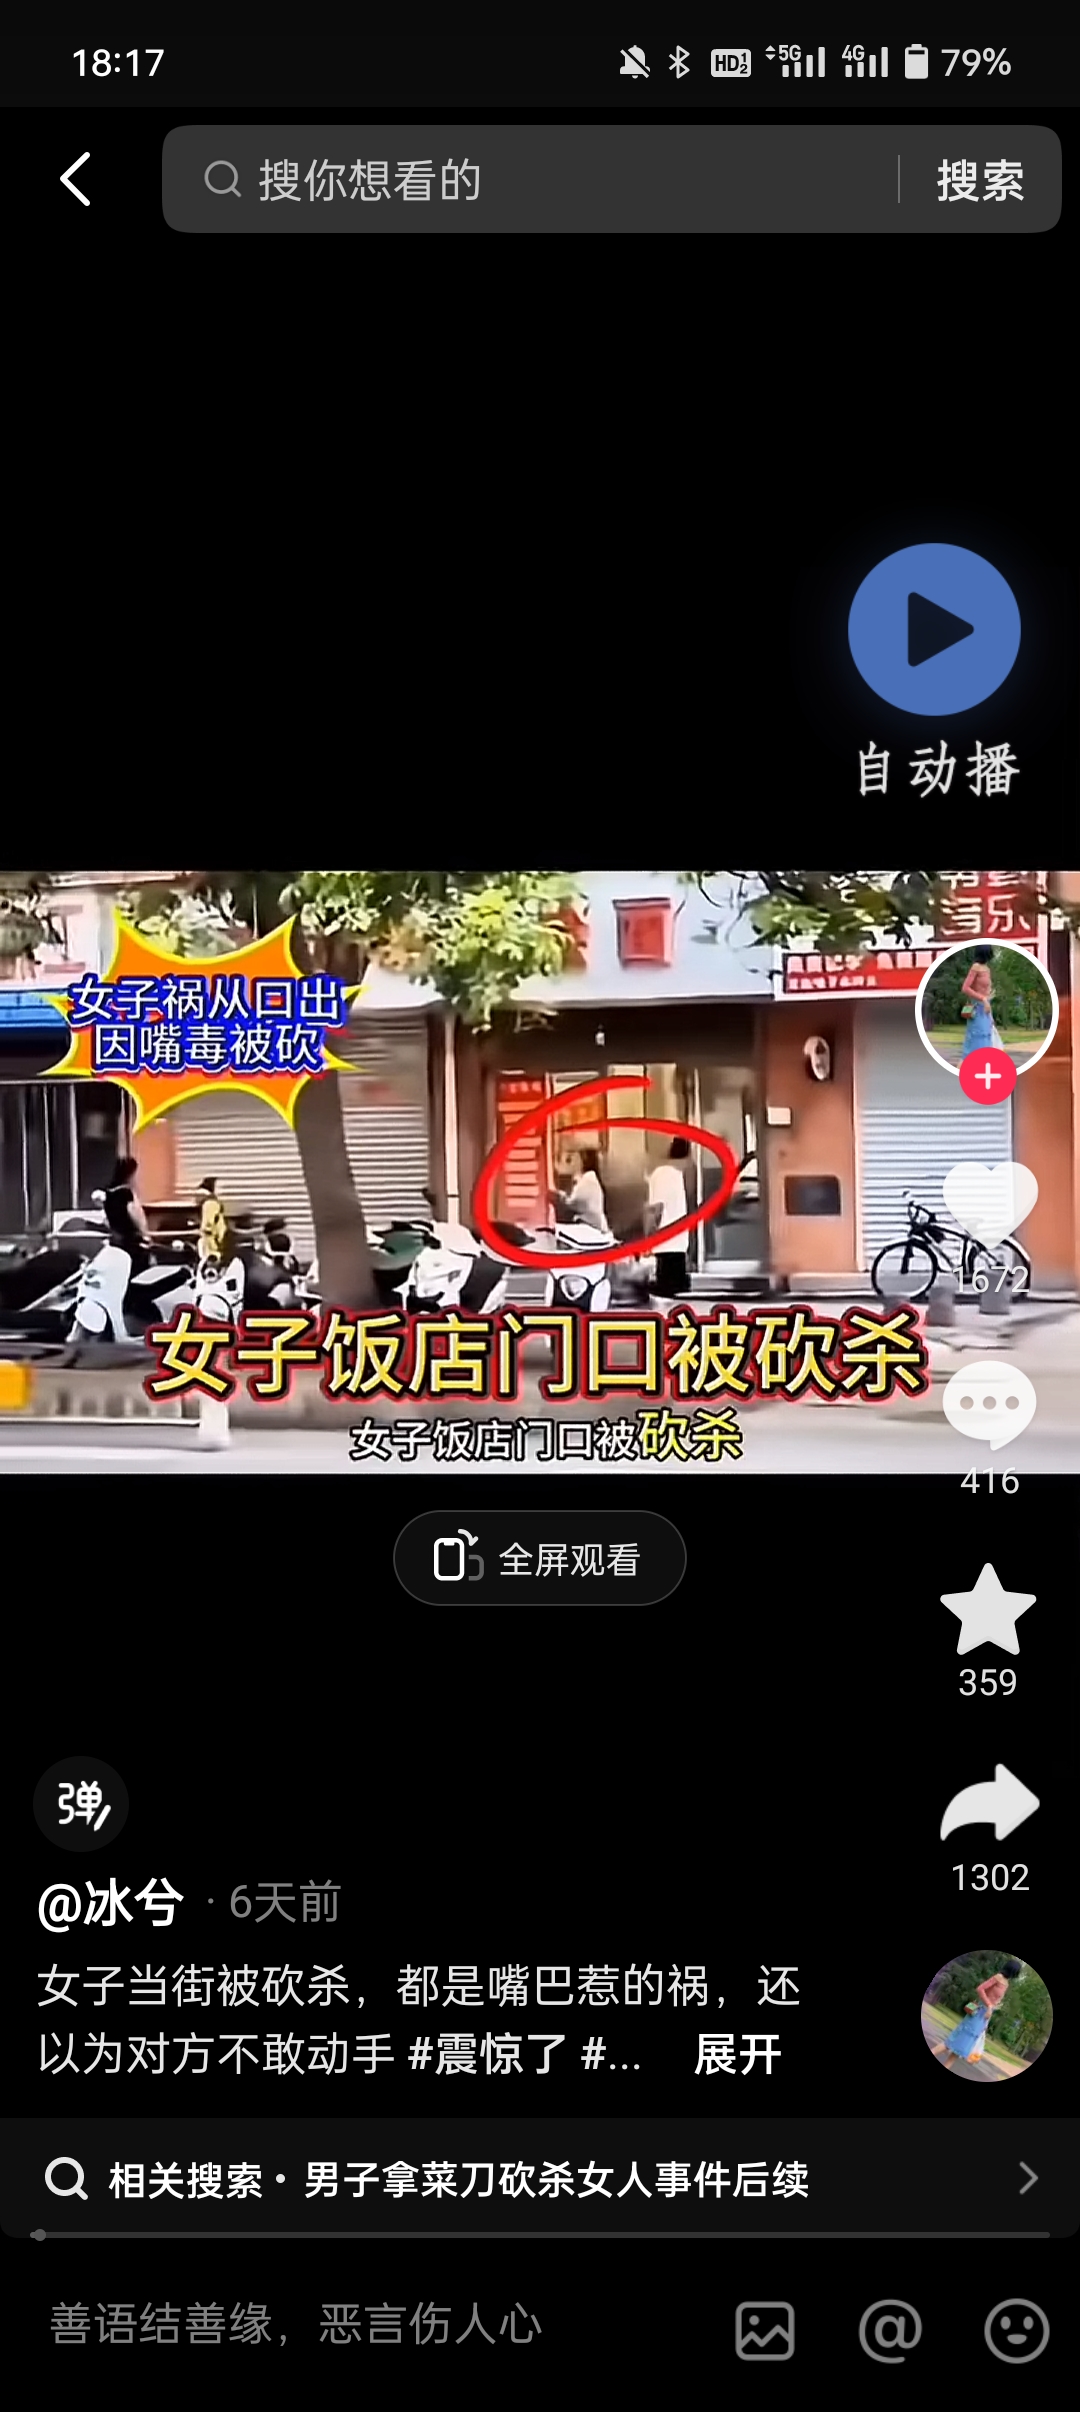 18:17
HD 1 2
5G
4G
79%
搜你想看的
搜索
自动播
女子祸从口出
因嘴毒被砍
1672
女子饭店门口被砍杀
女子饭店门口被砍杀
416
全屏观看
359
弹
1302
@冰兮 · 6天前
女子当街被砍杀，都是嘴巴惹的祸，还
以为对方不敢动手 #震惊了 #... 展开
相关搜索 · 男子拿菜刀砍杀女人事件后续
善语结善缘，恶言伤人心